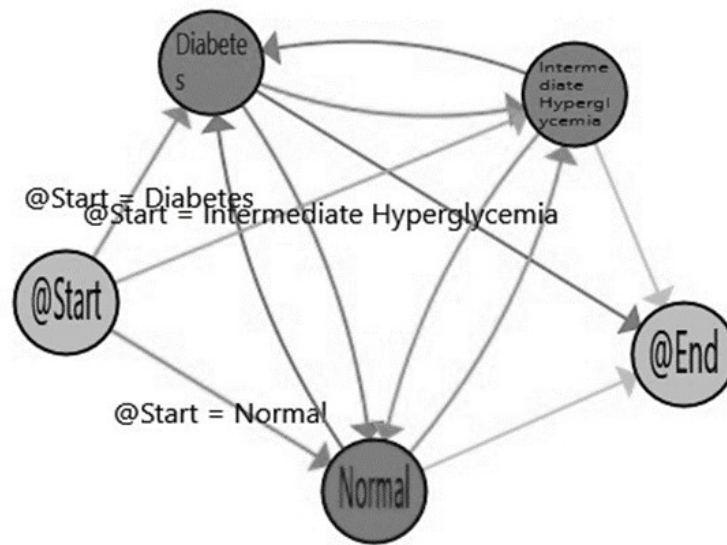 Diabete
s
Interme
diate
Hypergl
ycemia
@Start = Diabetes
@Start = Intermediate Hyperglycemia
@Start
@End
@Start = Normal
Normal